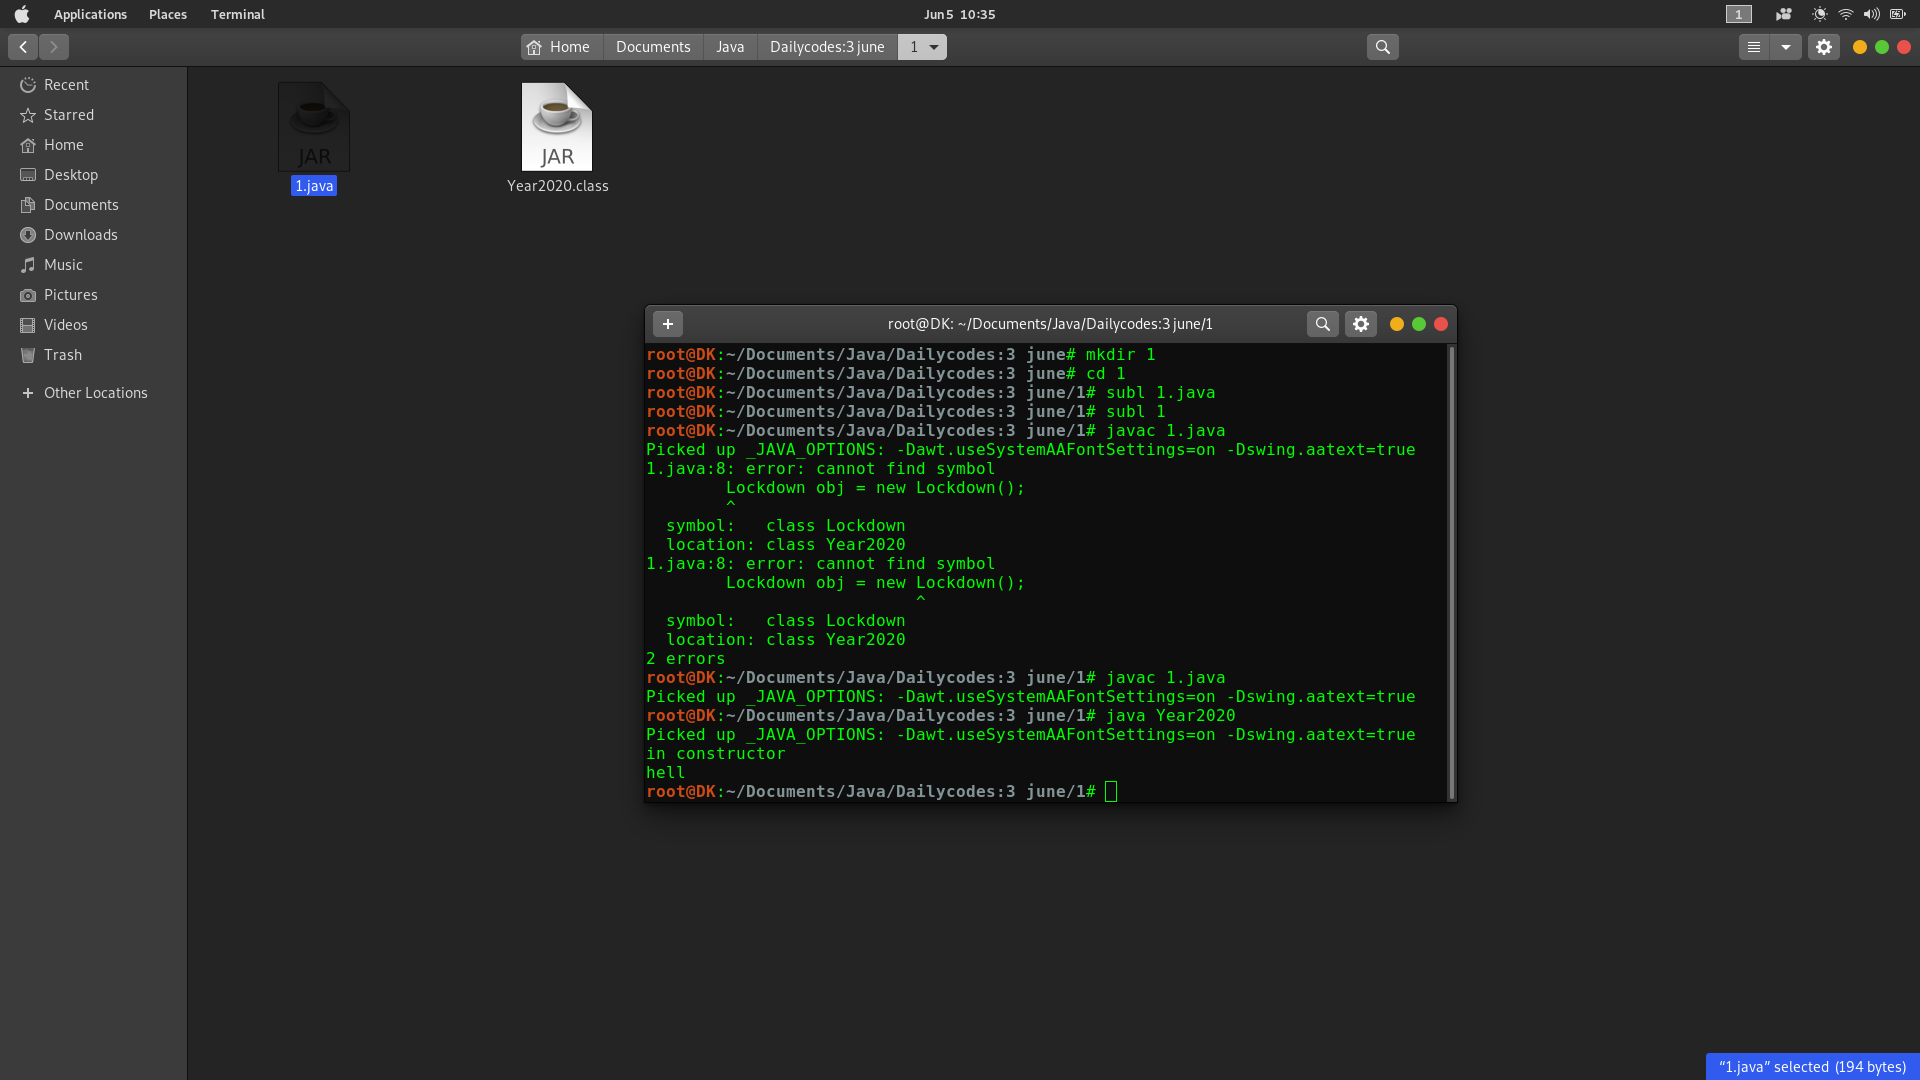 Applications Places Terminal Jun 5 10:35 1
Home Documents Java Dailycodes:3 june 1
Recent
Starred
Home
Desktop
Documents
Downloads
Music
Pictures
Videos
Trash
Other Locations
JAR
1.java
JAR
Year2020.class
root@DK: ~/Documents/Java/Dailycodes:3 june/1
root@DK:~/Documents/Java/Dailycodes:3 june# mkdir 1
root@DK:~/Documents/Java/Dailycodes:3 june# cd 1
root@DK:~/Documents/Java/Dailycodes:3 june/1# subl 1.java
root@DK:~/Documents/Java/Dailycodes:3 june/1# subl 1
root@DK:~/Documents/Java/Dailycodes:3 june/1# javac 1.java
Picked up _JAVA_OPTIONS: -Dawt.useSystemAAFontSettings=on -Dswing.aatext=true
1.java:8: error: cannot find symbol
        Lockdown obj = new Lockdown();
        ^
  symbol:   class Lockdown
  location: class Year2020
1.java:8: error: cannot find symbol
        Lockdown obj = new Lockdown();
                           ^
  symbol:   class Lockdown
  location: class Year2020
2 errors
root@DK:~/Documents/Java/Dailycodes:3 june/1# javac 1.java
Picked up _JAVA_OPTIONS: -Dawt.useSystemAAFontSettings=on -Dswing.aatext=true
root@DK:~/Documents/Java/Dailycodes:3 june/1# java Year2020
Picked up _JAVA_OPTIONS: -Dawt.useSystemAAFontSettings=on -Dswing.aatext=true
in constructor
hell
root@DK:~/Documents/Java/Dailycodes:3 june/1#
“1.java” selected (194 bytes)